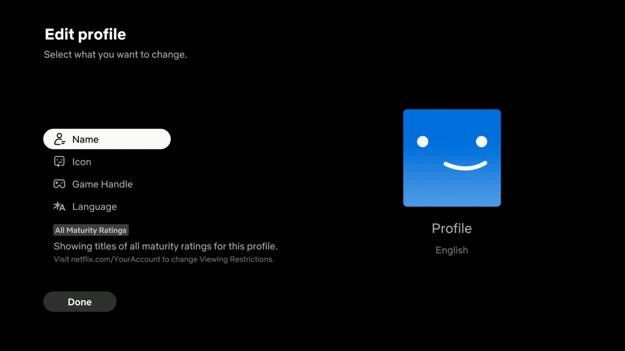 Edit profile
Select what you want to change.
Name
Icon
Game Handle
Language
All Maturity Ratings
Showing titles of all maturity ratings for this profile.
Visit netflix.com/YourAccount to change Viewing Restrictions.
Done
Profile
English